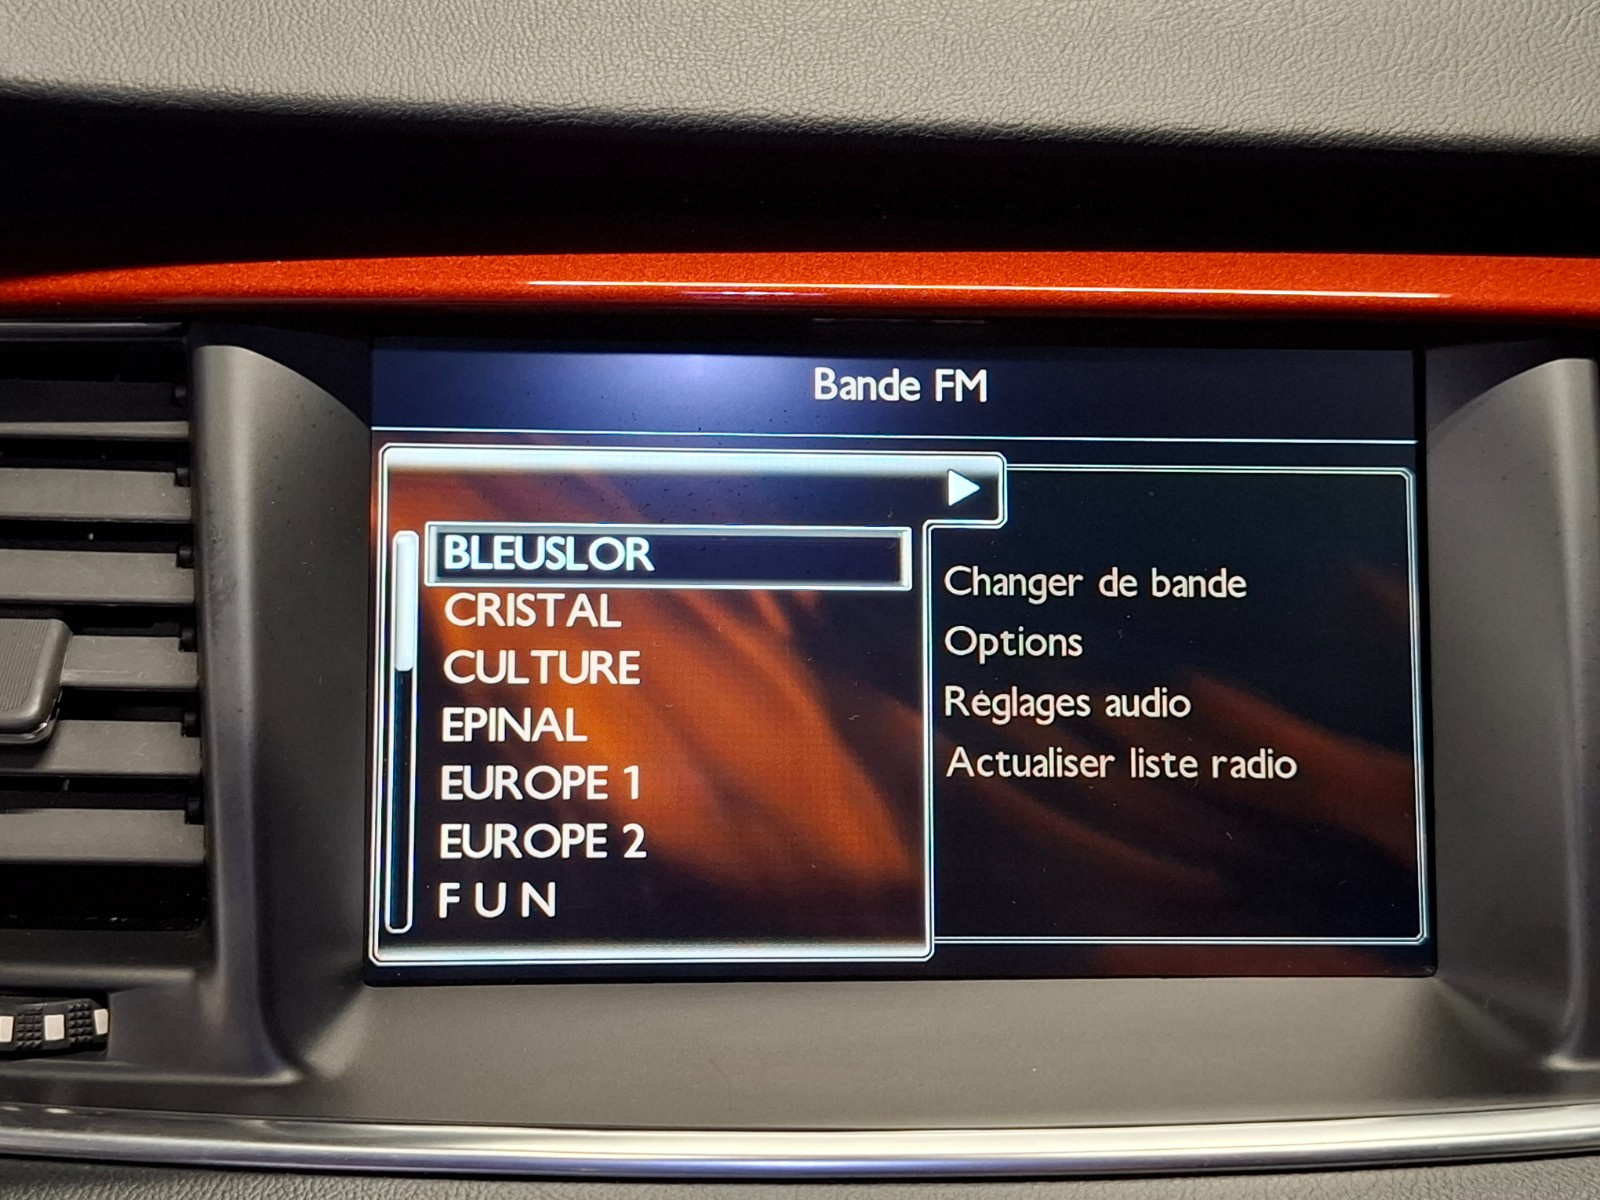 Bande FM
BLEUSLOR
CRISTAL
CULTURE
EPINAL
EUROPE 1
EUROPE 2
F U N
Changer de bande
Options
Réglages audio
Actualiser liste radio